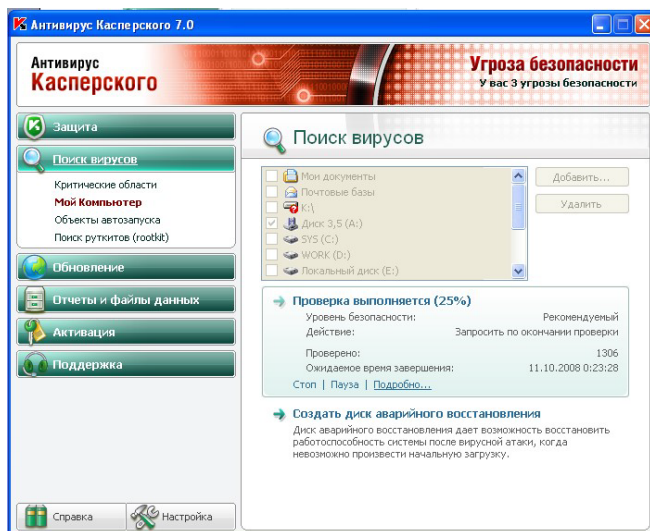 Антивирус Касперского 7.0
Антивирус
Касперского
Угроза безопасности
У вас 3 угрозы безопасности
Защита
Поиск вирусов
Критические области
Мой Компьютер
Объекты автозапуска
Поиск руткитов (rootkit)
Обновление
Отчеты и файлы данных
Активация
Поддержка
Справка
Настройка
Поиск вирусов
Мои документы
Почтовые базы
K:\
Диск 3,5 (A:)
SYS (C:)
WORK (D:)
Локальный диск (E:)
Добавить...
Удалить
Проверка выполняется (25%)
Уровень безопасности: Рекомендуемый
Действие: Запросить по окончании проверки
Проверено: 1306
Ожидаемое время завершения: 11.10.2008 0:23:28
Стоп | Пауза | Подробно...
Создать диск аварийного восстановления
Диск аварийного восстановления дает возможность восстановить
работоспособность системы после вирусной атаки, когда
невозможно произвести начальную загрузку.